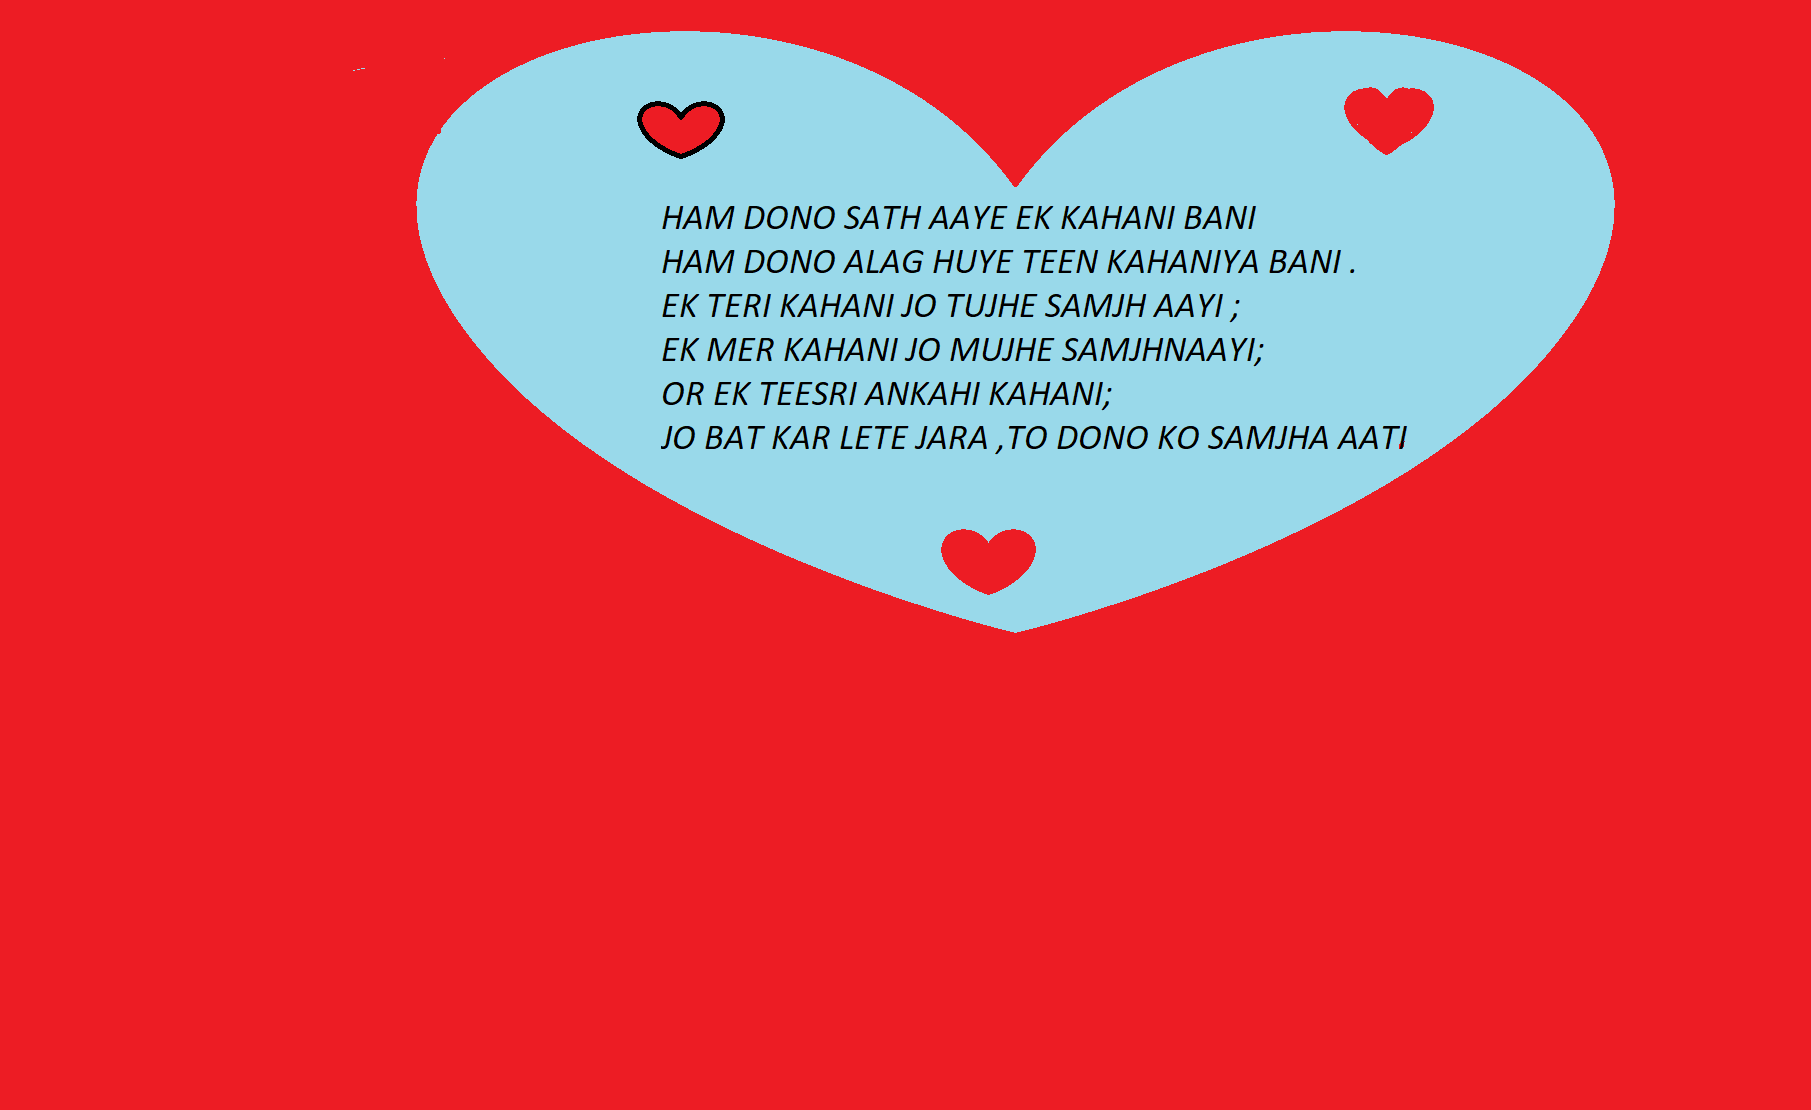 HAM DONO SATH AAYE EK KAHANI BANI
HAM DONO ALAG HUYE TEEN KAHANIYA BANI .
EK TERI KAHANI JO TUJHE SAMJH AAYI ;
EK MER KAHANI JO MUJHE SAMJHNAAYI;
OR EK TEESRI ANKAHI KAHANI;
JO BAT KAR LETE JARA ,TO DONO KO SAMJHA AATI